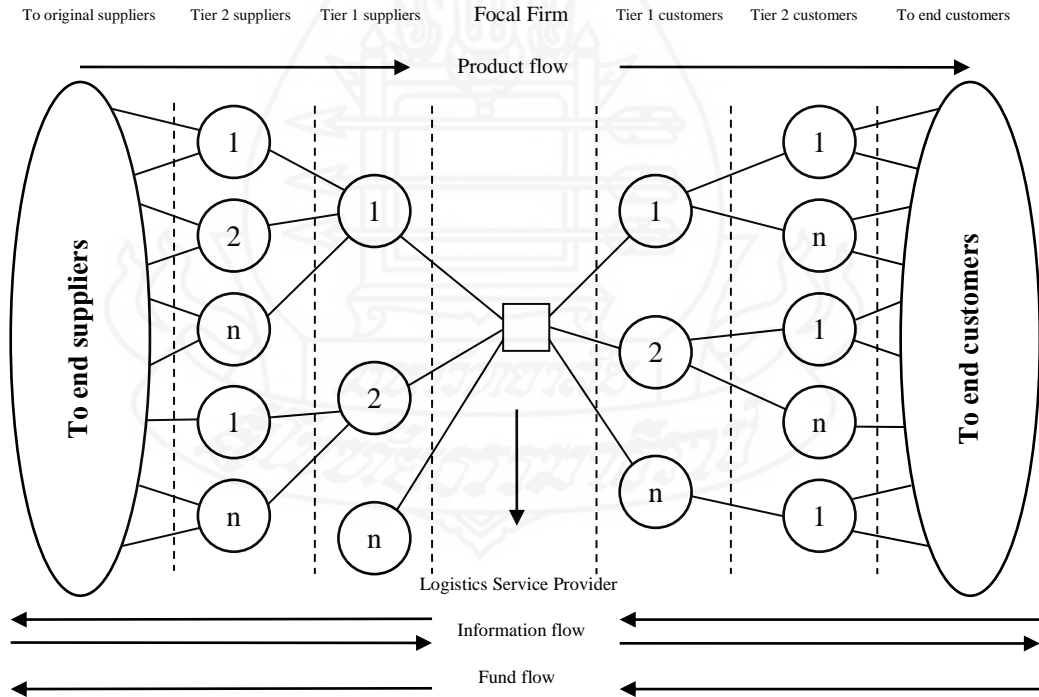 To original suppliers
Tier 2 suppliers
Tier 1 suppliers
Focal Firm
Tier 1 customers
Tier 2 customers
To end customers
Product flow
To end suppliers
1
2
n
1
n
1
2
n
1
2
n
1
n
1
n
1
To end customers
Logistics Service Provider
Information flow
Fund flow